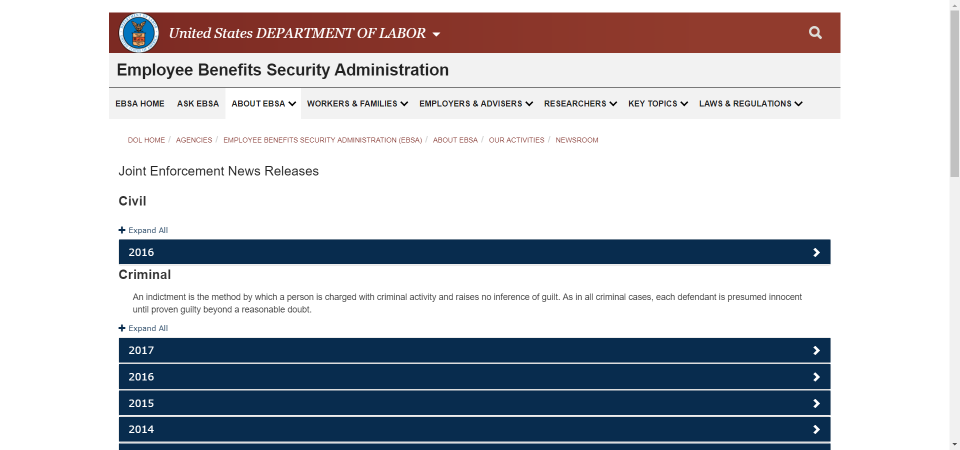 United States DEPARTMENT OF LABOR
Employee Benefits Security Administration
EBSA HOME ASK EBSA ABOUT EBSA WORKERS & FAMILIES EMPLOYERS & ADVISERS RESEARCHERS KEY TOPICS LAWS & REGULATIONS
DOL HOME / AGENCIES / EMPLOYEE BENEFITS SECURITY ADMINISTRATION (EBSA) / ABOUT EBSA / OUR ACTIVITIES / NEWSROOM
Joint Enforcement News Releases
Civil
Expand All
2016
Criminal
An indictment is the method by which a person is charged with criminal activity and raises no inference of guilt. As in all criminal cases, each defendant is presumed innocent
until proven guilty beyond a reasonable doubt.
Expand All
2017
2016
2015
2014